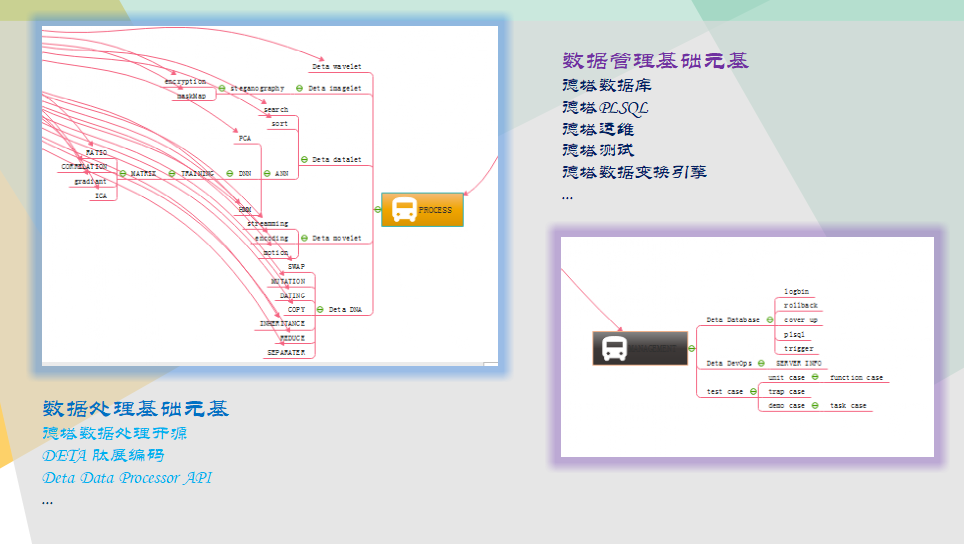 Deta wavelet
encryption
steganography
Deta imagelet
maskMap
search
sort
PCA
Deta datalet
RATIO
CORRELATION
MATRIX
TRAINING
DNN
ANN
gradiant
ICA
PROCESS
RNN
streamming
encoding
Deta movelet
motion
SWAP
MUTATION
DATING
COPY
Deta DNA
INHERITANCE
REDUCE
SEPARATER
数据处理基础元基
德塔数据处理开源
DETA 肽展编码
Deta Data Processor API
...
数据管理基础元基
德塔数据库
德塔PLSQL
德塔运维
德塔测试
德塔数据变换引擎
...
logbin
rollback
Deta Database
cover up
plsql
trigger
MANAGEMENT
Deta DevOps
SERVER INFO
unit case
function case
test case
trap case
demo case
task case